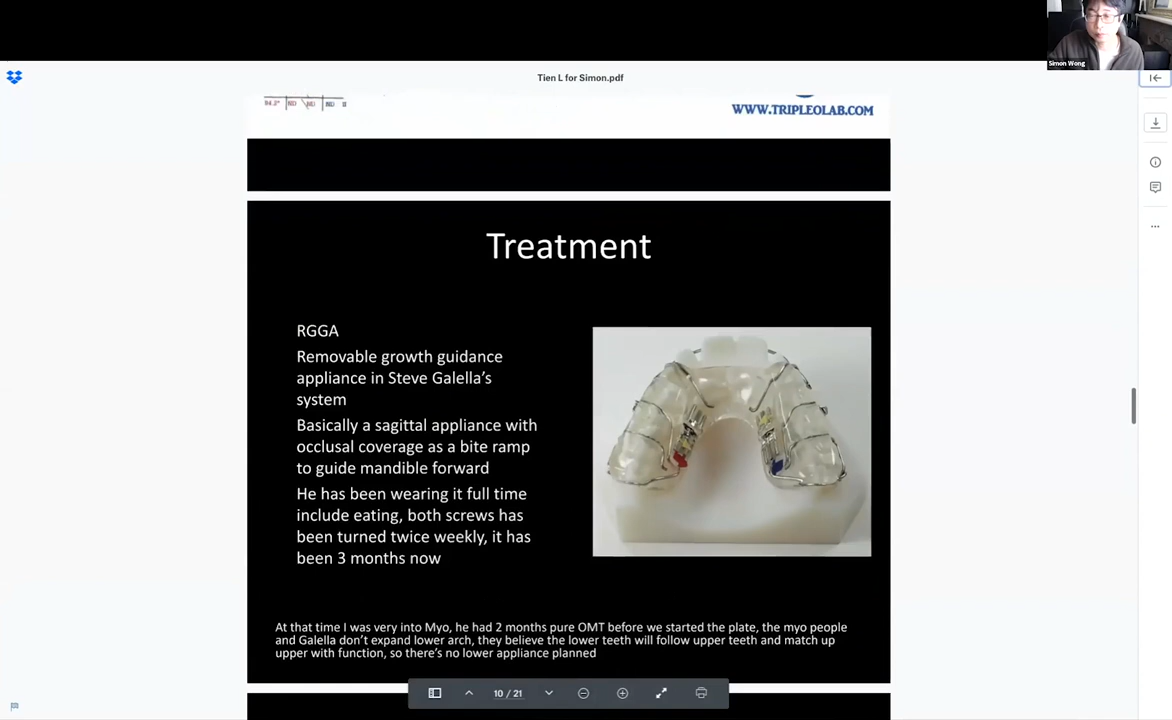 Simon Wong
Tien L for Simon.pdf
WWW.TRIPLEOLAB.COM
Treatment
RGGA
Removable growth guidance
appliance in Steve Galella's
system
Basically a sagittal appliance with
occlusal coverage as a bite ramp
to guide mandible forward
He has been wearing it full time
include eating, both screws has
been turned twice weekly, it has
been 3 months now
At that time I was very into Myo, he had 2 months pure OMT before we started the plate, the myo people
and Galella don't expand lower arch, they believe the lower teeth will follow upper teeth and match up
upper with function, so there's no lower appliance planned
10 / 21